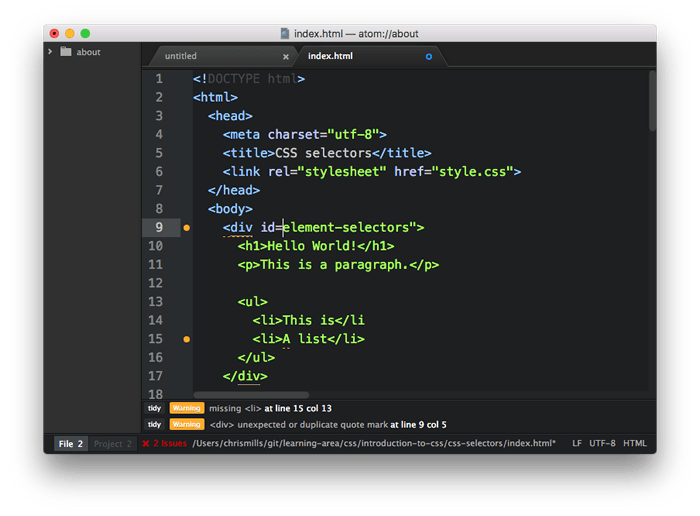 index.html — atom://about
about
untitled
index.html
1 <!DOCTYPE html>
2 <html>
3 <head>
4 <meta charset="utf-8">
5 <title>CSS selectors</title>
6 <link rel="stylesheet" href="style.css">
7 </head>
8 <body>
9 <div id=element-selectors">
10 <h1>Hello World!</h1>
11 <p>This is a paragraph.</p>
12
13 <ul>
14 <li>This is</li
15 <li>A list</li>
16 </ul>
17 </div>
18
tidy Warning missing <li> at line 15 col 13
tidy Warning <div> unexpected or duplicate quote mark at line 9 col 5
File 2 Project 2 ✕ 2 Issues /Users/chrismills/git/learning-area/css/introduction-to-css/css-selectors/index.html* LF UTF-8 HTML